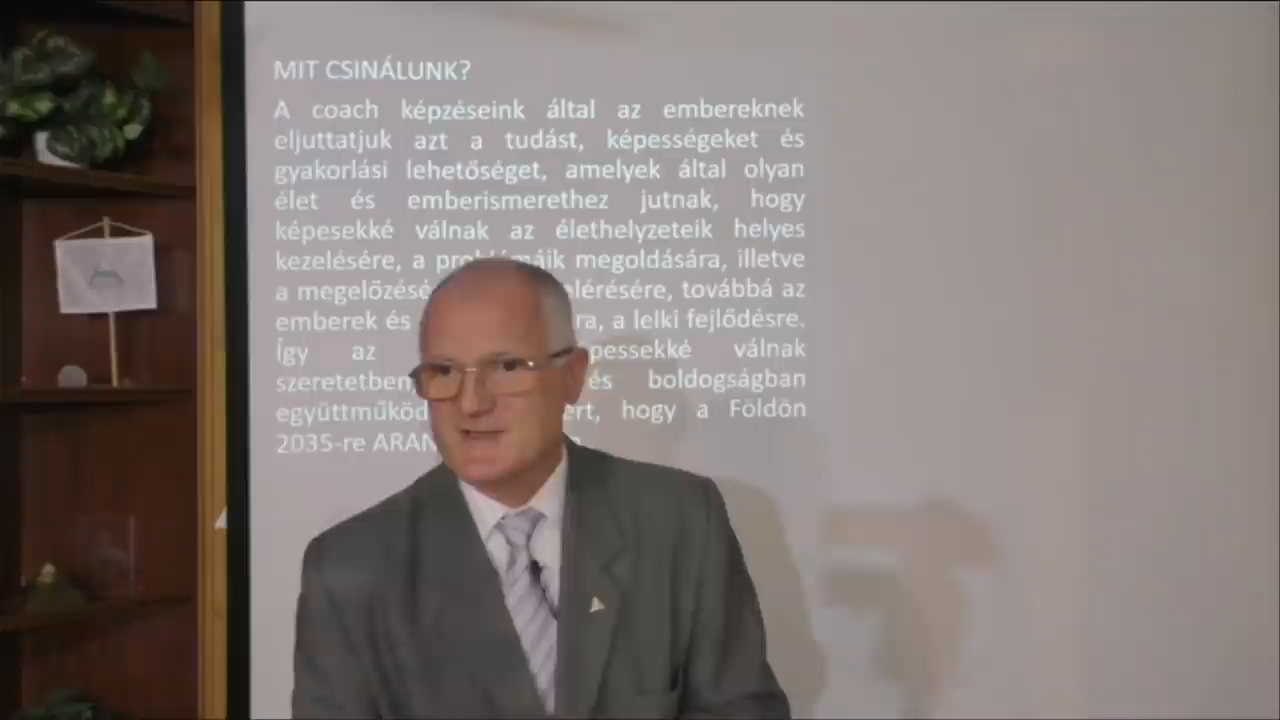 MIT CSINÁLUNK?
A coach képzéseink által az embereknek
eljuttatjuk azt a tudást, képességeket és
gyakorlási lehetőséget, amelyek által olyan
élet és emberismerethez jutnak, hogy
képesekké válnak az élethelyzeteik helyes
kezelésére, a problémáik megoldására, illetve
a továbbá az
emberek és a lelki fejlődésre.
Így az válnak
szeretetben és boldogságban
hogy a Földön
2035-re